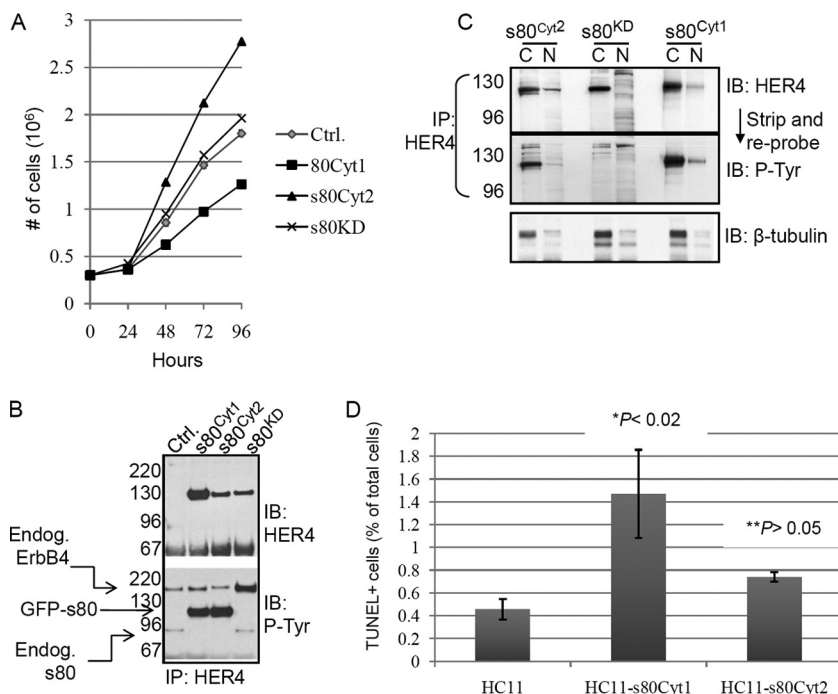 A
# of cells (10⁶)
3
2.5
2
1.5
1
0.5
0
0 24 48 72 96
Hours
Ctrl.
80Cyt1
s80Cyt2
s80KD
C
s80Cyt2 s80KD s80Cyt1
C N C N C N
IP:
HER4
130
96
130
96
IB: HER4
Strip and
re-probe
IB: P-Tyr
IB: β-tubulin
B
Ctrl.
s80Cyt1
s80Cyt2
s80KD
220
130
96
67
IB:
HER4
220
130
96
67
IB:
P-Tyr
Endog.
ErbB4
GFP-s80
Endog.
s80
IP: HER4
D
TUNEL+ cells (% of total cells)
2
1.8
1.6
1.4
1.2
1
0.8
0.6
0.4
0.2
0
*P< 0.02
**P> 0.05
HC11 HC11-s80Cyt1 HC11-s80Cyt2